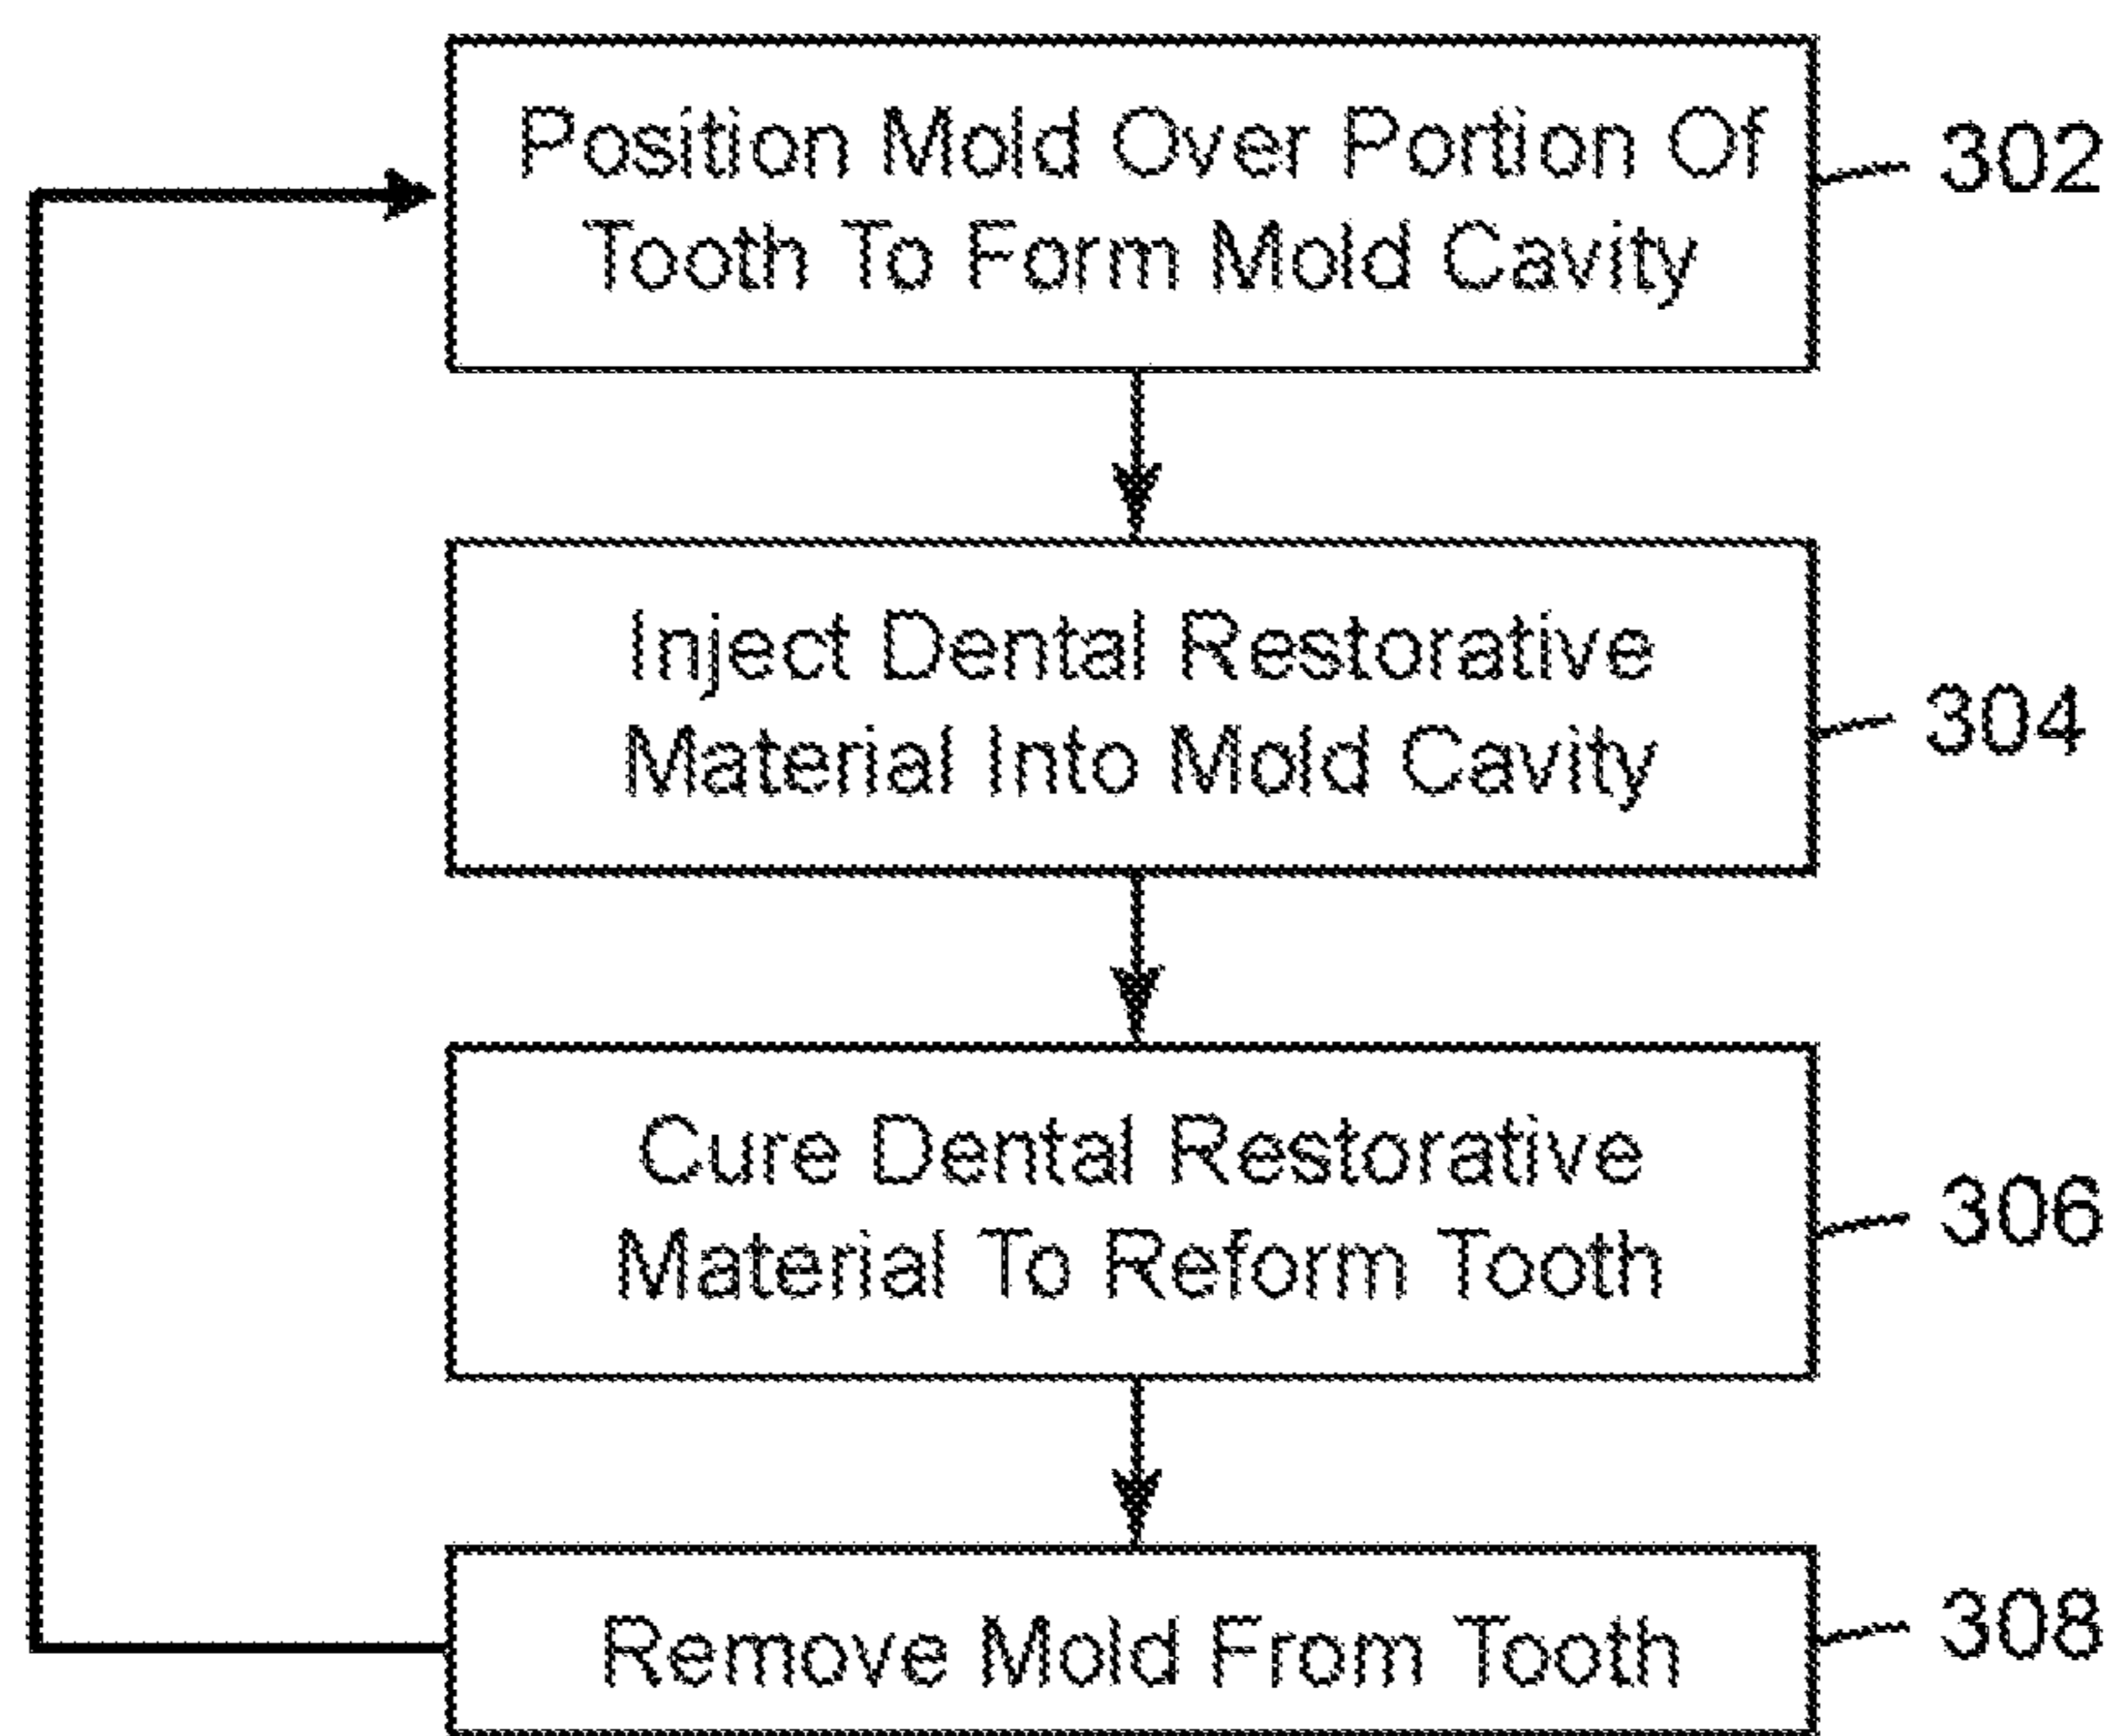 Position Mold Over Portion Of
Tooth To Form Mold Cavity
302
Inject Dental Restorative
Material Into Mold Cavity
304
Cure Dental Restorative
Material To Reform Tooth
306
Remove Mold From Tooth
308